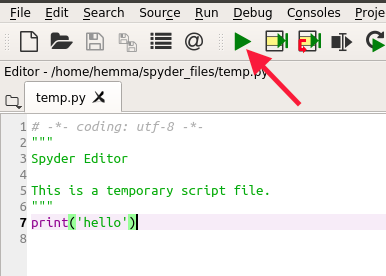 File Edit Search Source Run Debug Consoles Proje
@
Editor - /home/hemma/spyder_files/temp.py
temp.py
1 # -*- coding: utf-8 -*-
2 """
3 Spyder Editor
4
5 This is a temporary script file.
6 """
7 print('hello')
8